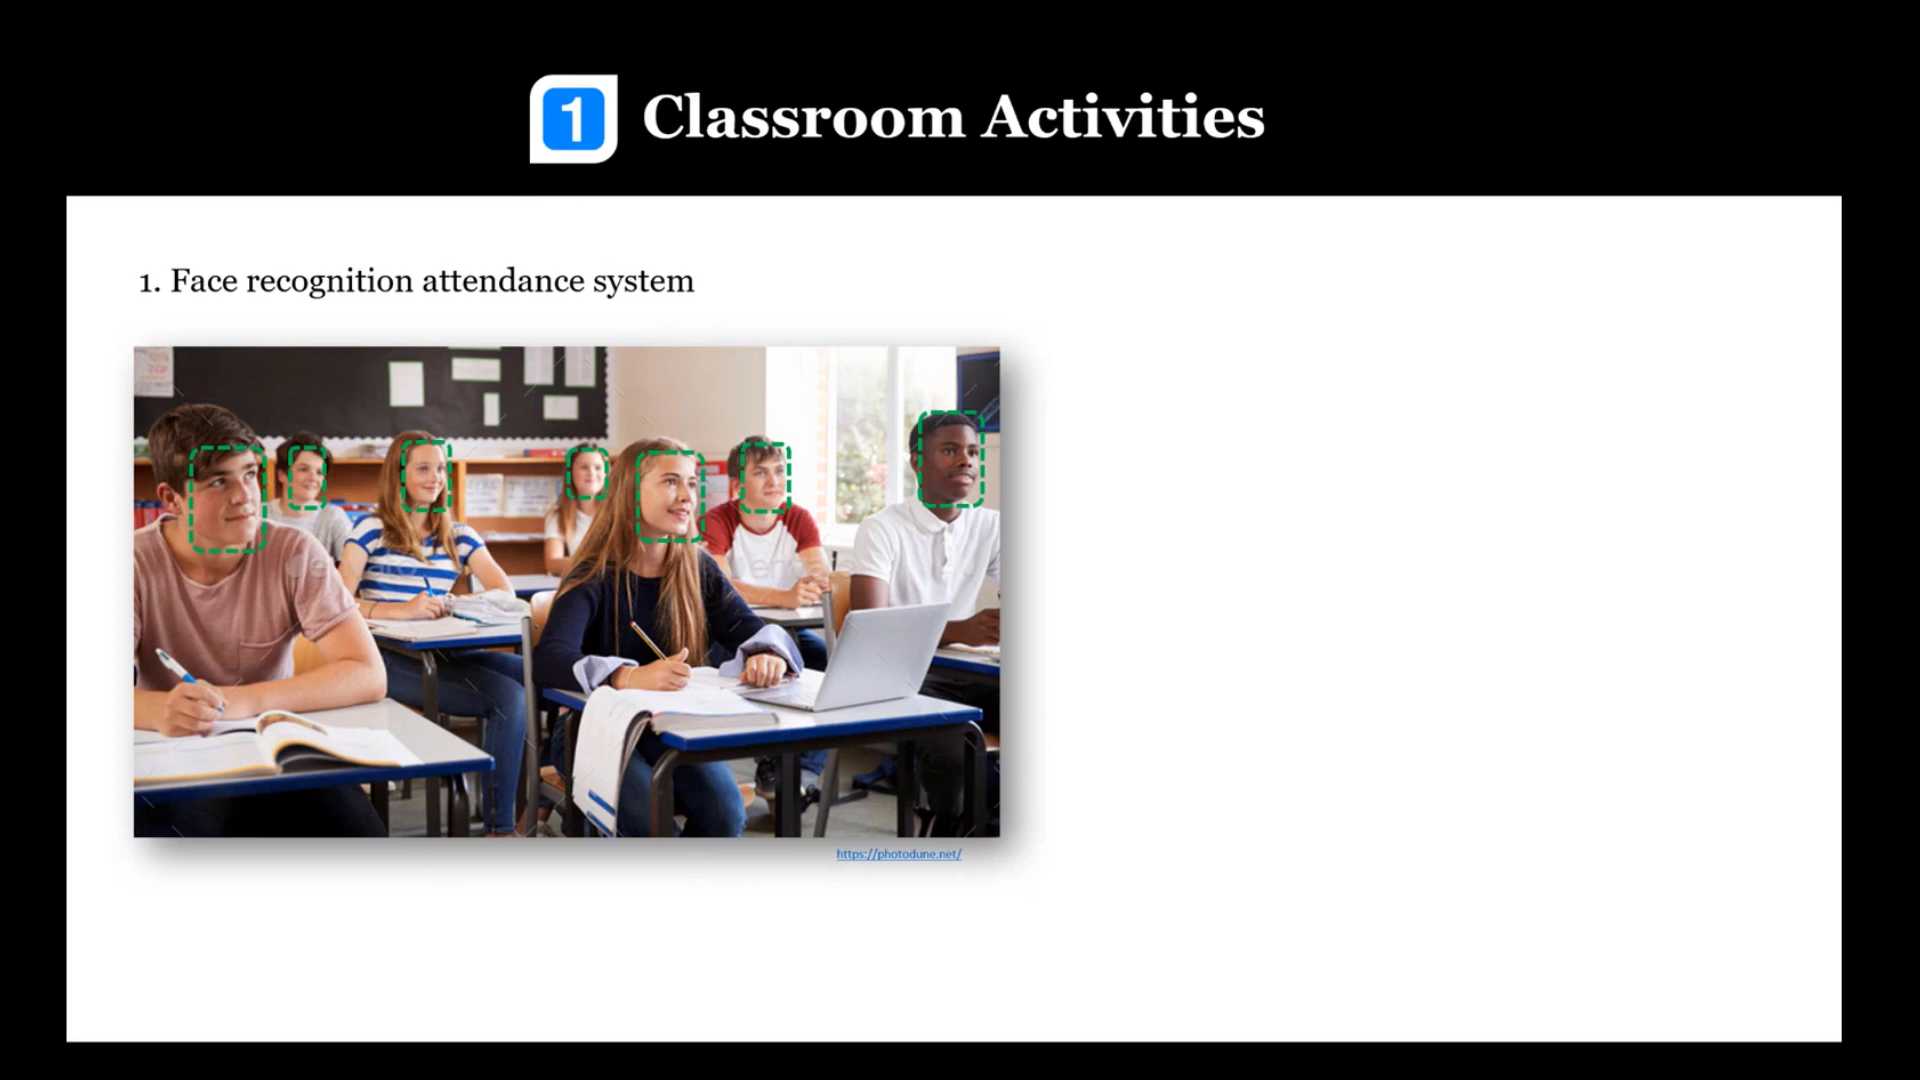 1 Classroom Activities
1. Face recognition attendance system
https://photodune.net/